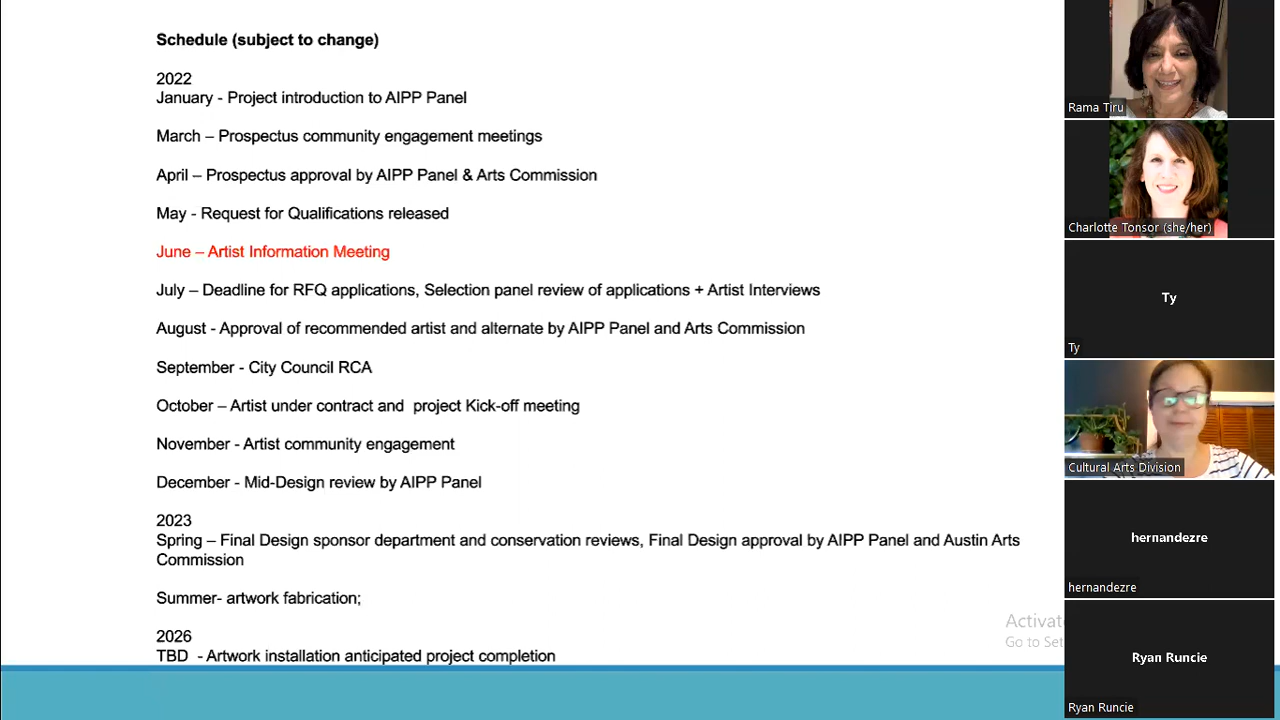 Schedule (subject to change)
2022
January - Project introduction to AIPP Panel
March – Prospectus community engagement meetings
April – Prospectus approval by AIPP Panel & Arts Commission
May - Request for Qualifications released
June – Artist Information Meeting
July – Deadline for RFQ applications, Selection panel review of applications + Artist Interviews
August - Approval of recommended artist and alternate by AIPP Panel and Arts Commission
September - City Council RCA
October – Artist under contract and  project Kick-off meeting
November - Artist community engagement
December - Mid-Design review by AIPP Panel
2023
Spring – Final Design sponsor department and conservation reviews, Final Design approval by AIPP Panel and Austin Arts
Commission
Summer- artwork fabrication;
2026
TBD  - Artwork installation anticipated project completion
Activat
Go to Set
Rama Tiru
Charlotte Tonsor (she/her)
Ty
Ty
Cultural Arts Division
hernandezre
hernandezre
Ryan Runcie
Ryan Runcie